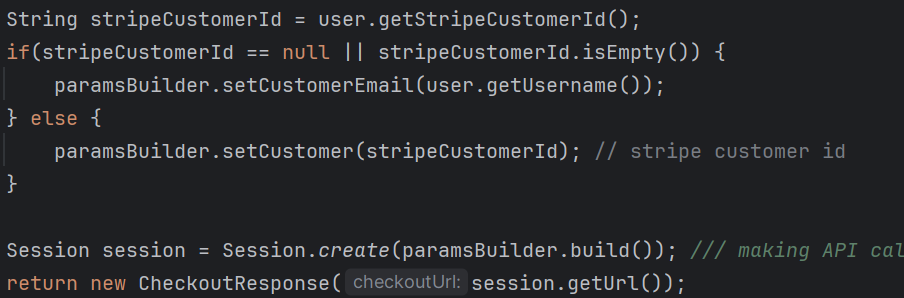 String stripeCustomerId = user.getStripeCustomerId();
if(stripeCustomerId == null || stripeCustomerId.isEmpty()) {
    paramsBuilder.setCustomerEmail(user.getUsername());
} else {
    paramsBuilder.setCustomer(stripeCustomerId); // stripe customer id
}
Session session = Session.create(paramsBuilder.build()); /// making API
return new CheckoutResponse( checkoutUrl: session.getUrl());